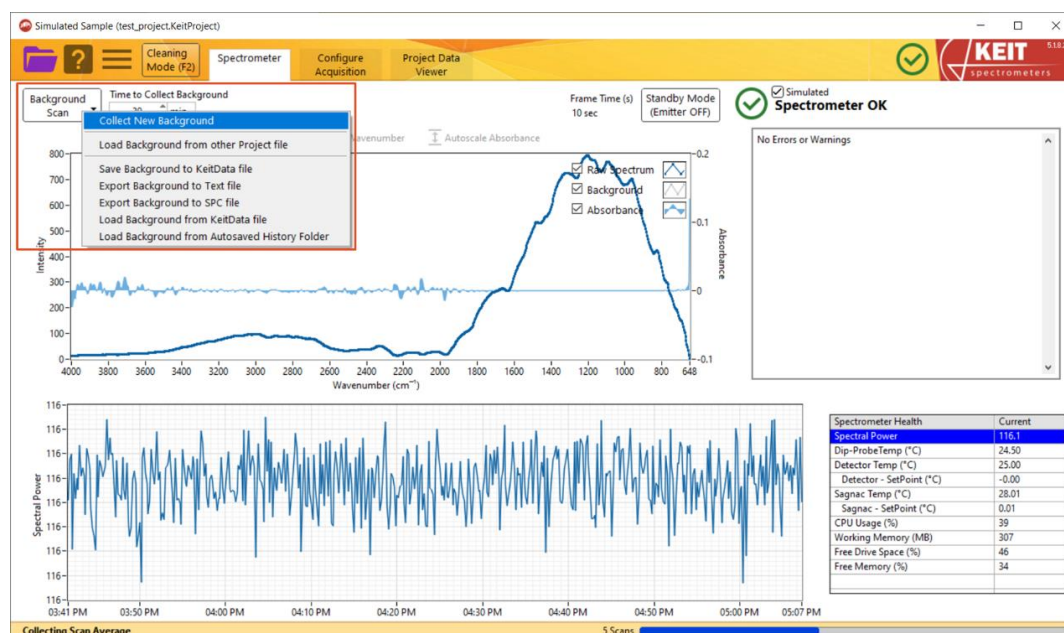 Simulated Sample (test_project.KeitProject)
Cleaning
Mode (F2)
Spectrometer
Configure
Acquisition
Project Data
Viewer
KEIT
spectrometers
Background
Scan
Time to Collect Background
Frame Time (s)
10 sec
Standby Mode
(Emitter OFF)
Simulated
Spectrometer OK
Collect New Background
Load Background from other Project file
Save Background to KeitData file
Export Background to Text file
Export Background to SPC file
Load Background from KeitData file
Load Background from Autosaved History Folder
Autoscale Absorbance
No Errors or Warnings
Raw Spectrum
Background
Absorbance
800
700
600
500
400
300
200
100
0
Intensity
0.2
0.1
0
-0.1
Absorbance
4000 3800 3600 3400 3200 3000 2800 2600 2400 2200 2000 1800 1600 1400 1200 1000 800 648
Wavenumber (cm⁻¹)
116
116
116
116
116
116
116
116
116
Spectral Power
03:41 PM 03:50 PM 04:00 PM 04:10 PM 04:20 PM 04:30 PM 04:40 PM 04:50 PM 05:00 PM 05:07 PM
Spectrometer Health Current
Spectral Power 116.1
Dip-ProbeTemp (°C) 24.50
Detector Temp (°C) 25.00
Detector - SetPoint (°C) -0.00
Sagnac Temp (°C) 28.01
Sagnac - SetPoint (°C) 0.01
CPU Usage (%) 39
Working Memory (MB) 307
Free Drive Space (%) 46
Free Memory (%) 34
Collecting Scan Average
5 Scans